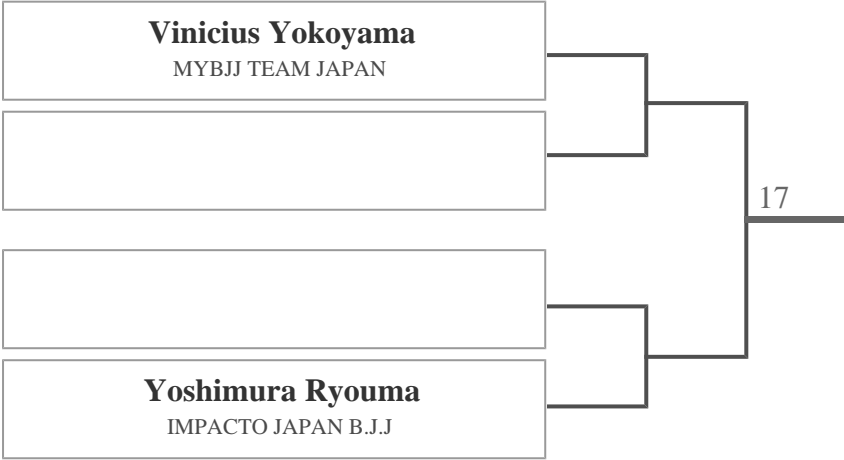 Vinicius Yokoyama
MYBJJ TEAM JAPAN
17
Yoshimura Ryouma
IMPACTO JAPAN B.J.J